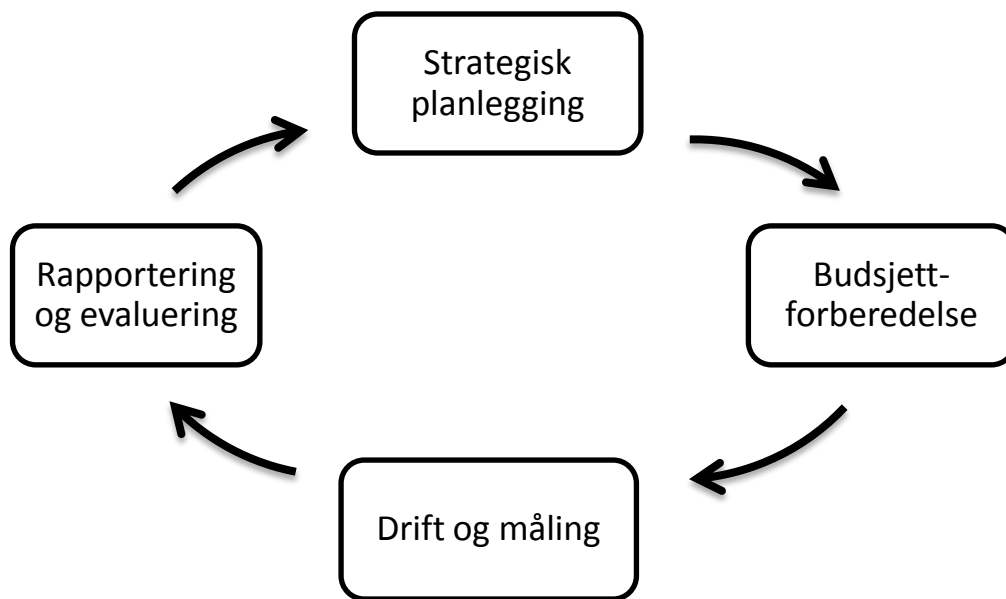 Strategisk
planlegging
Budsjett-
forberedelse
Drift og måling
Rapportering
og evaluering